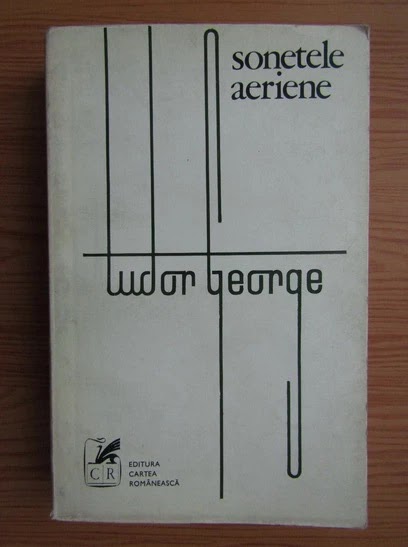 sonetele
aeriene
tudor george
CR
EDITURA
CARTEA
ROMÂNEASCĂ